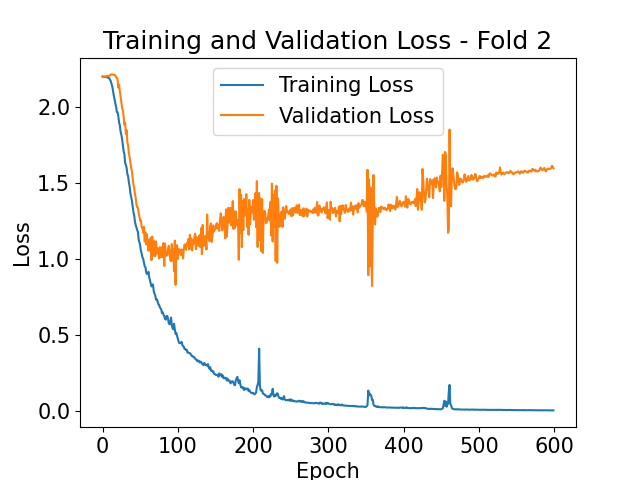 Training and Validation Loss - Fold 2
Training Loss
Validation Loss
Loss
2.0
1.5
1.0
0.5
0.0
0 100 200 300 400 500 600
Epoch